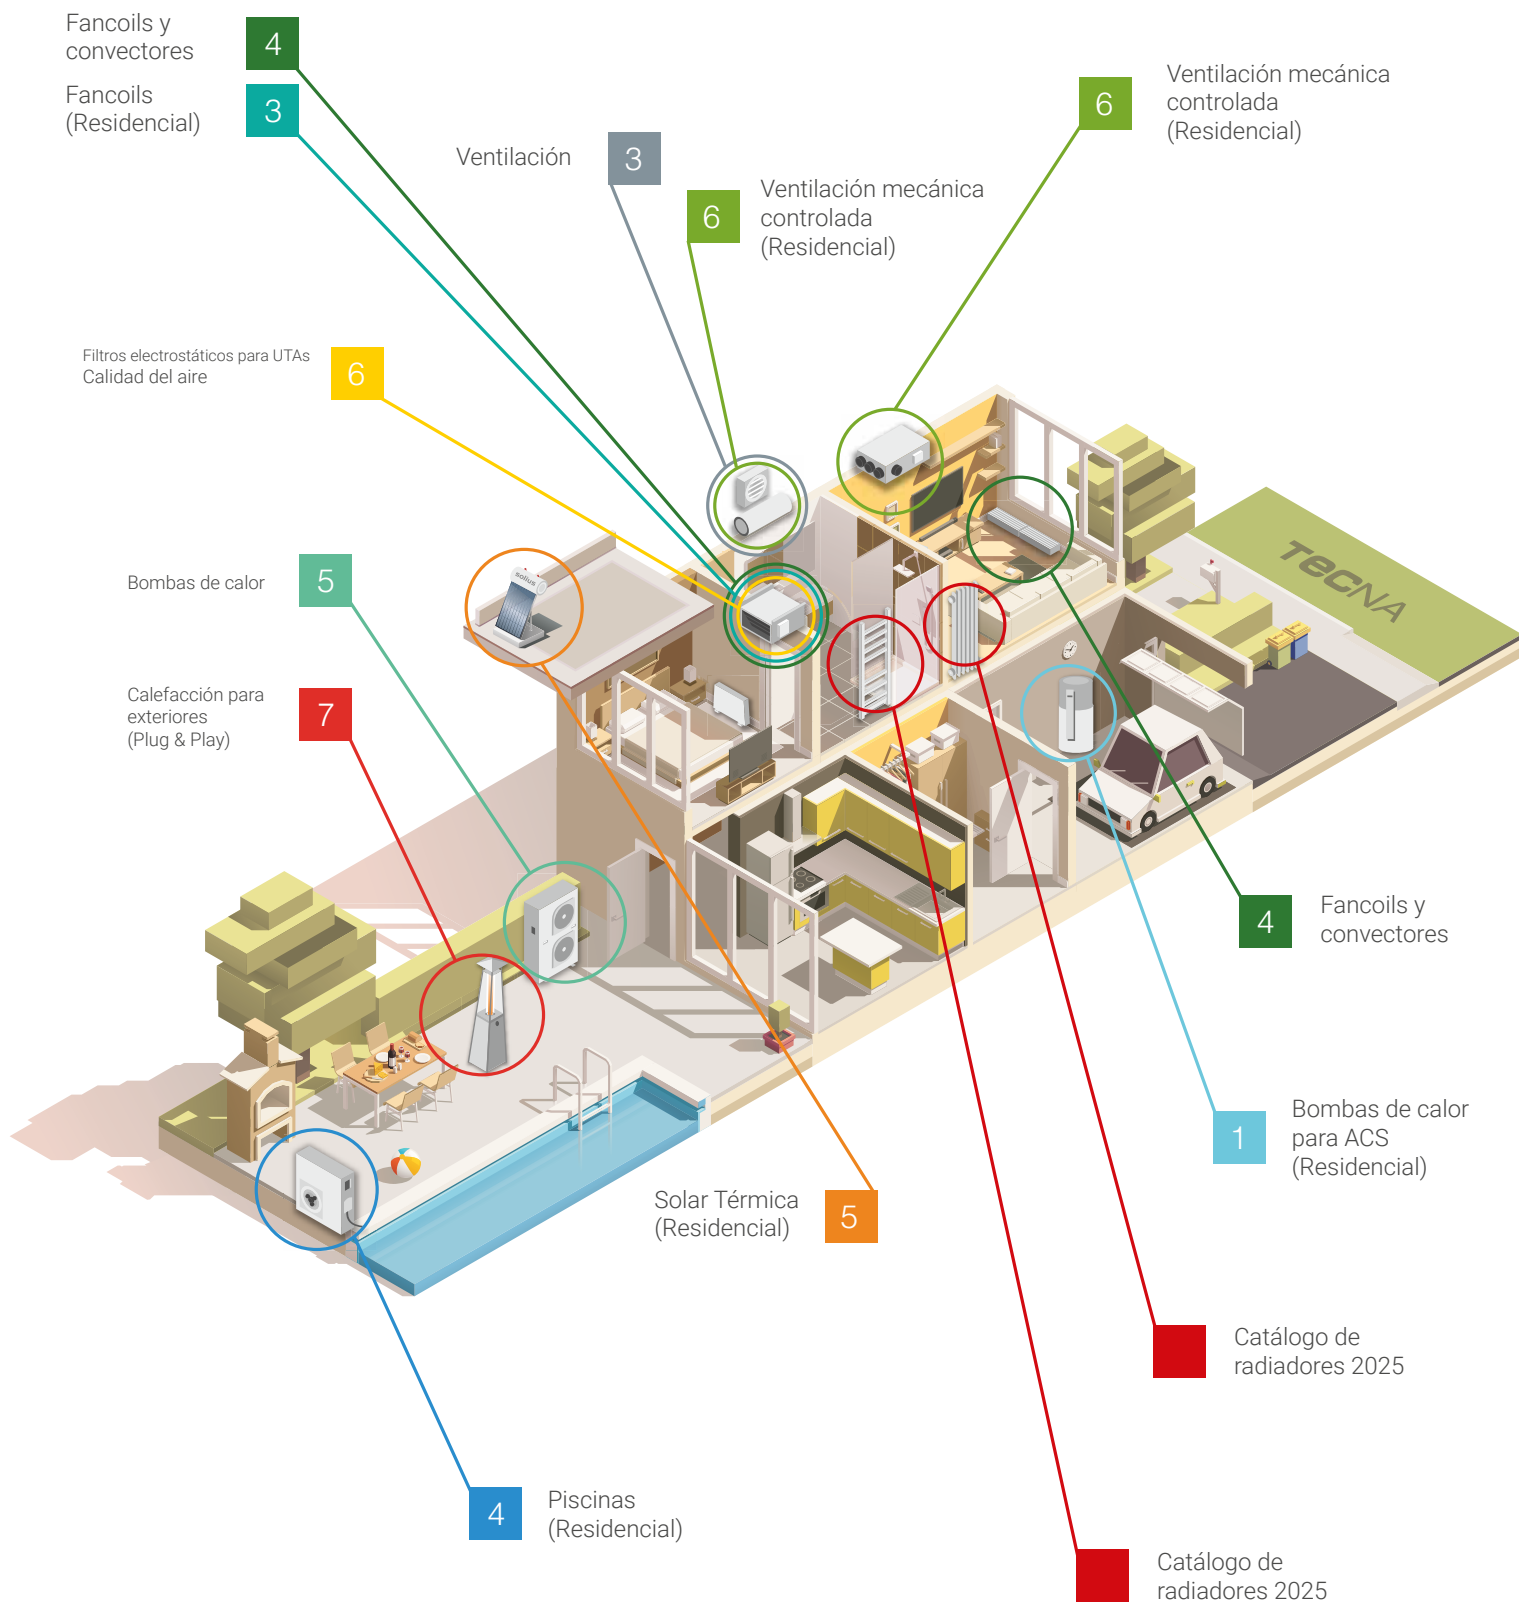 Fancoils y
convectores
4
Fancoils
(Residencial)
3
Ventilación
3
6
Ventilación mecánica
controlada
(Residencial)
6
Ventilación mecánica
controlada
(Residencial)
Filtros electrostáticos para UTAs
Calidad del aire
6
Bombas de calor
5
solius
TECNA
Calefacción para
exteriores
(Plug & Play)
7
4
Fancoils y
convectores
1
Bombas de calor
para ACS
(Residencial)
Solar Térmica
(Residencial)
5
Catálogo de
radiadores 2025
4
Piscinas
(Residencial)
Catálogo de
radiadores 2025